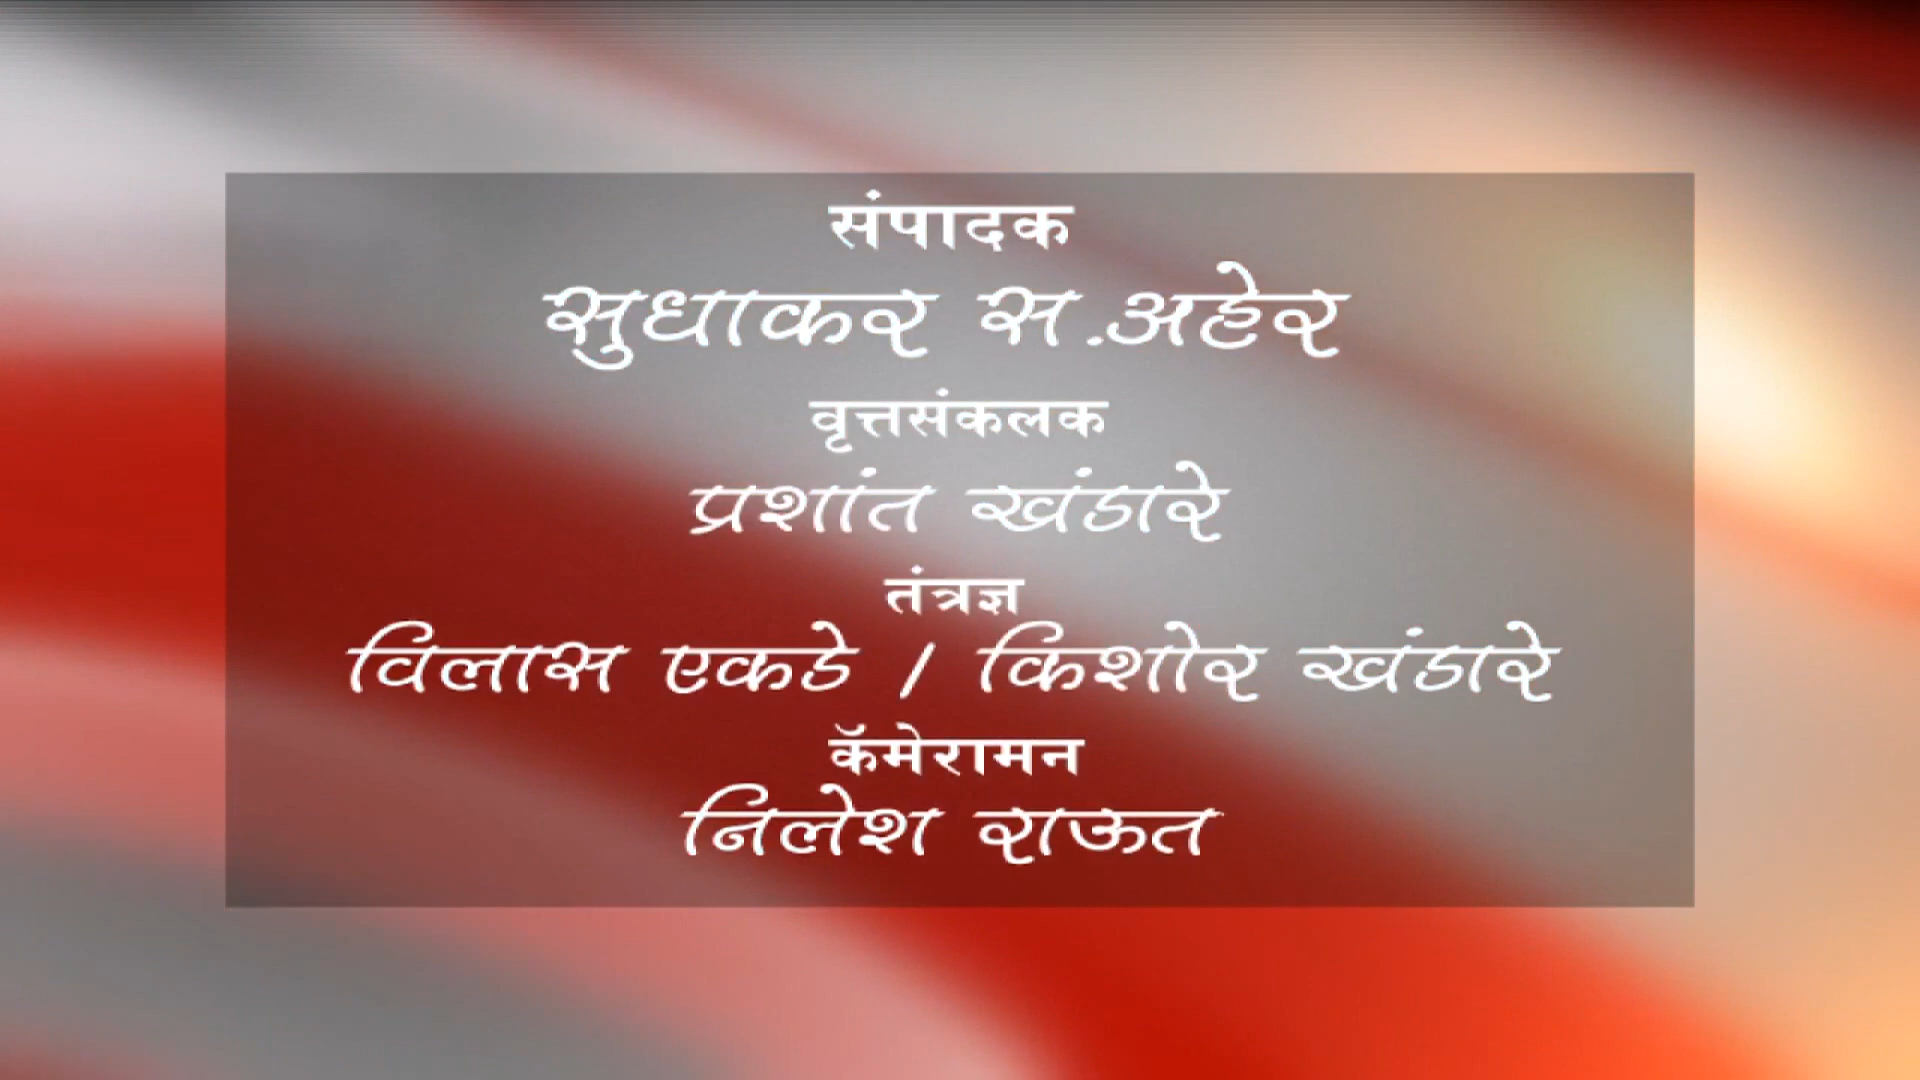 संपादक
सुधाकर स.अहेर
वृत्तसंकलक
प्रशांत खंडारे
तंत्रज्ञ
विलास एकडे / किशोर खंडारे
कॅमेरामन
निलेश राऊत